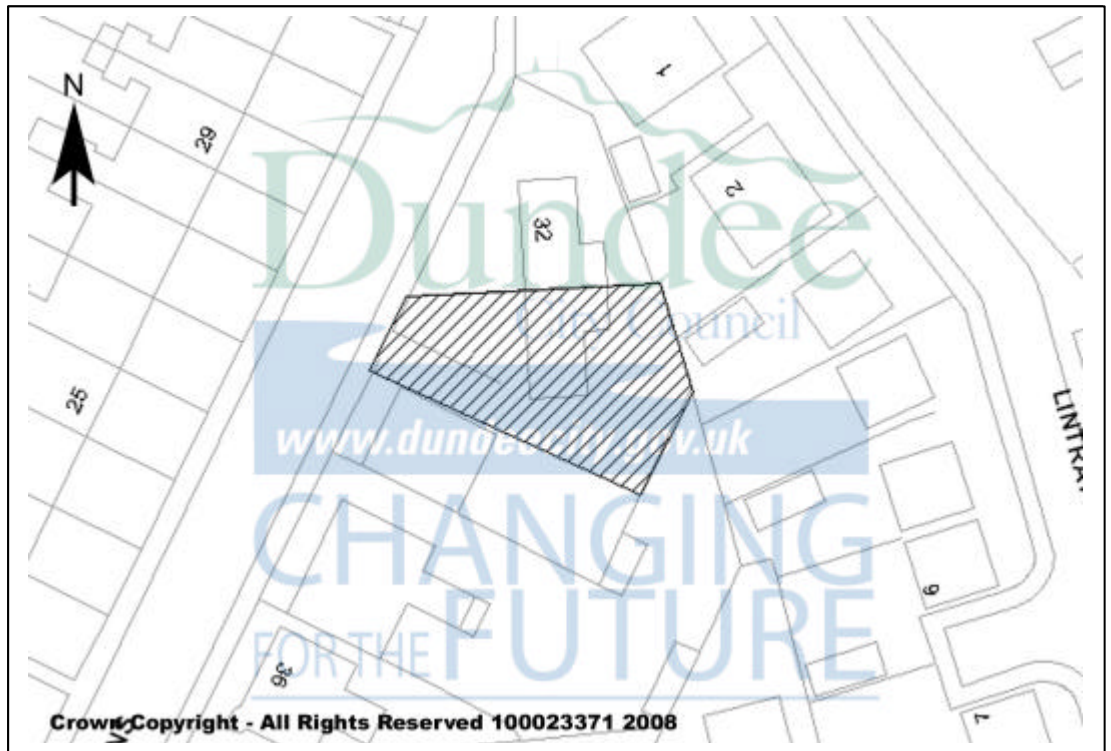 N
29
1
2
Dundee
32
City Council
25
www.dundeecity.gov.uk
LINTRA
CHANGING
FOR THE FUTURE
6
36
7
Crown Copyright - All Rights Reserved 100023371 2008